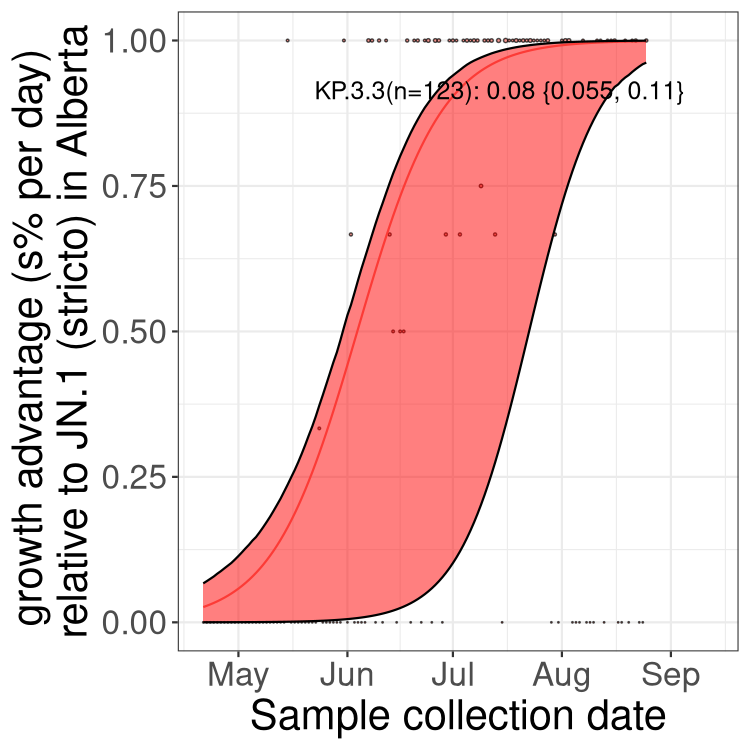 growth advantage (s% per day)
relative to JN.1 (stricto) in Alberta
1.00
0.75
0.50
0.25
0.00
KP.3.3(n=123): 0.08 {0.055, 0.11}
May Jun Jul Aug Sep
Sample collection date